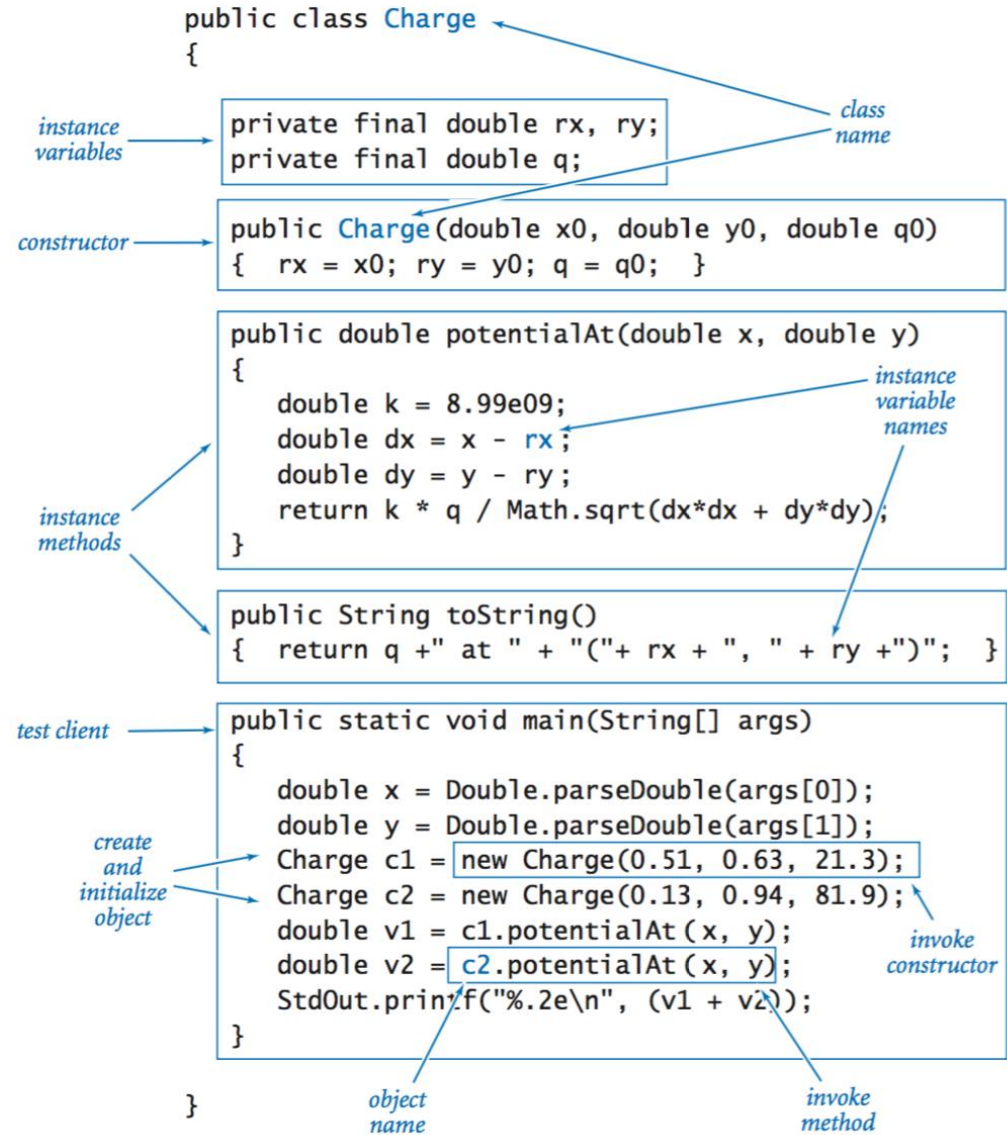 public class Charge
{
class
name
instance
variables
private final double rx, ry;
private final double q;
constructor
public Charge(double x0, double y0, double q0)
{  rx = x0; ry = y0; q = q0;  }
instance
methods
public double potentialAt(double x, double y)
{
instance
variable
names
   double k = 8.99e09;
   double dx = x - rx;
   double dy = y - ry;
   return k * q / Math.sqrt(dx*dx + dy*dy);
}
public String toString()
{  return q +" at " + "("+ rx + ", " + ry +")";  }
test client
public static void main(String[] args)
{
   double x = Double.parseDouble(args[0]);
   double y = Double.parseDouble(args[1]);
create
and
initialize
object
   Charge c1 = new Charge(0.51, 0.63, 21.3);
   Charge c2 = new Charge(0.13, 0.94, 81.9);
   double v1 = c1.potentialAt(x, y);
   double v2 = c2.potentialAt(x, y);
invoke
constructor
   StdOut.printf("%.2e\n", (v1 + v2));
}
}
object
name
invoke
method